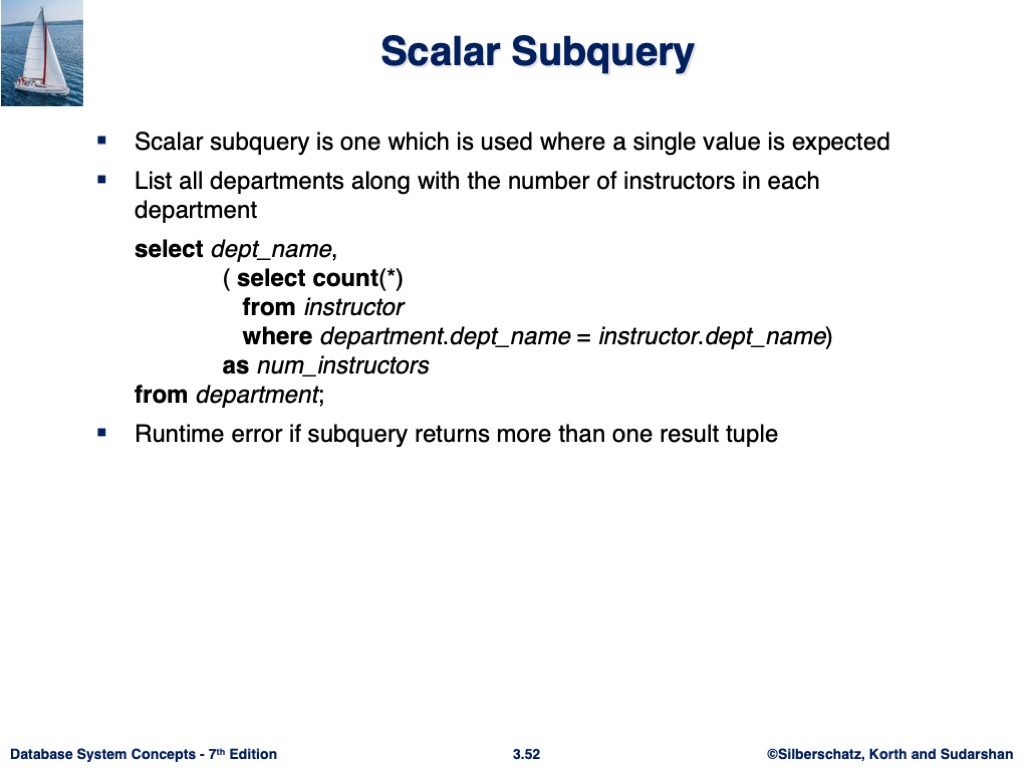 Scalar Subquery
▪ Scalar subquery is one which is used where a single value is expected
▪ List all departments along with the number of instructors in each
department
select dept_name,
( select count(*)
from instructor
where department.dept_name = instructor.dept_name)
as num_instructors
from department;
▪ Runtime error if subquery returns more than one result tuple
Database System Concepts - 7th Edition
3.52
©Silberschatz, Korth and Sudarshan